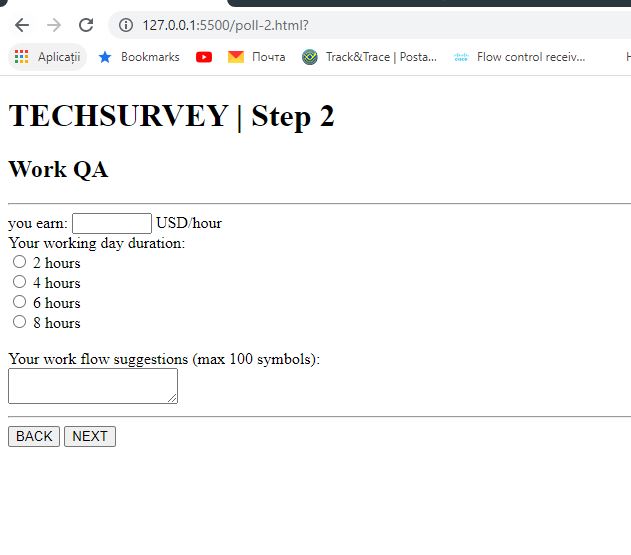 127.0.0.1:5500/poll-2.html?
Aplicații Bookmarks Почта Track&Trace | Posta... cisco Flow control receiv... H
TECHSURVEY | Step 2
Work QA
you earn: USD/hour
Your working day duration:
2 hours
4 hours
6 hours
8 hours
Your work flow suggestions (max 100 symbols):
BACK NEXT